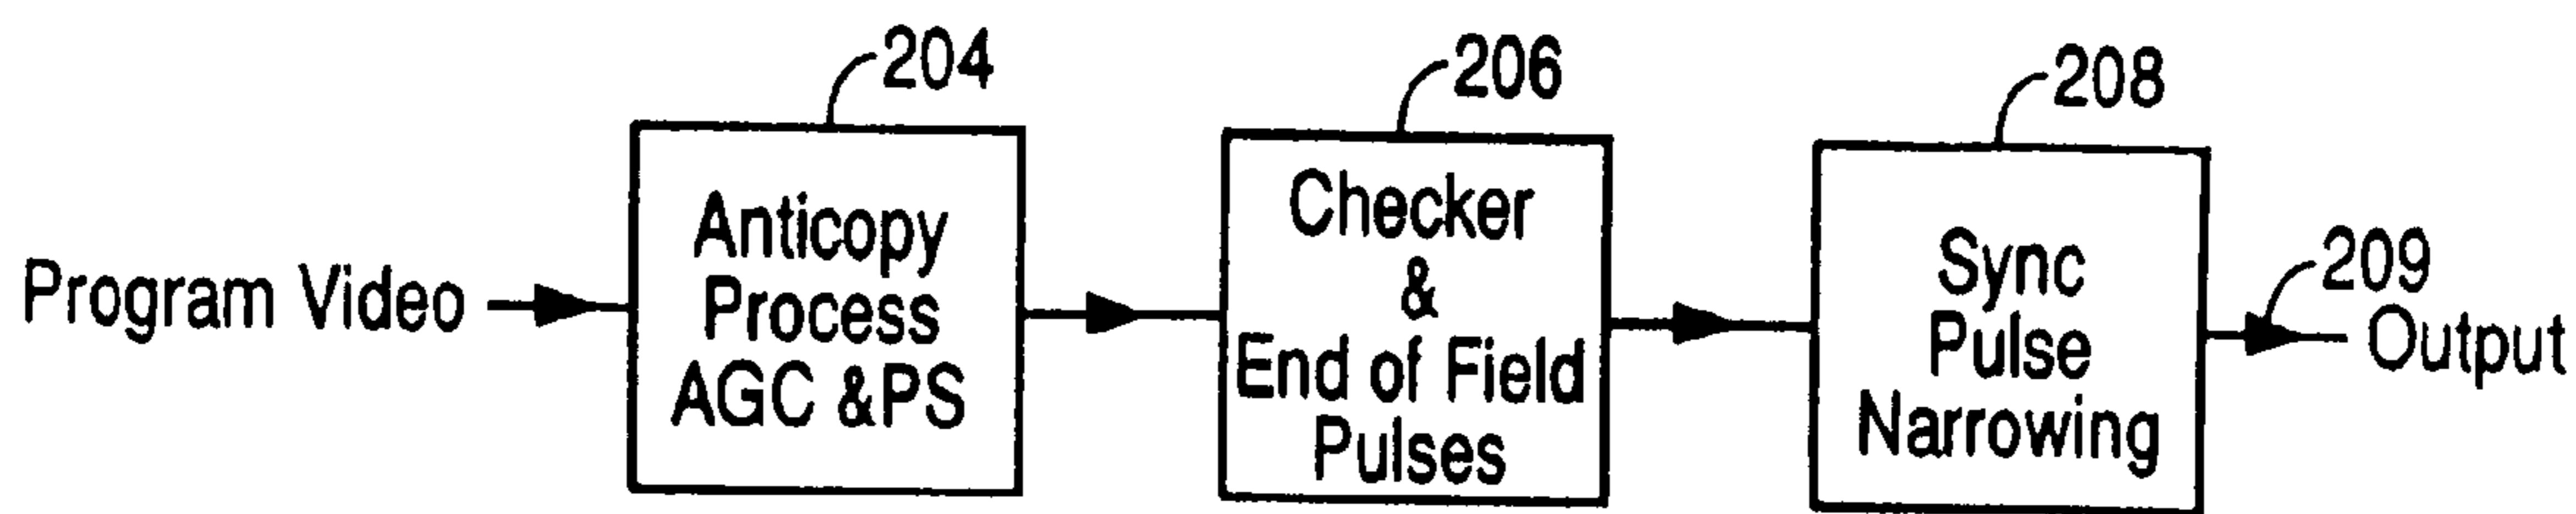 204
206
208
209
Program Video
Anticopy
Process
AGC &PS
Checker
&
End of Field
Pulses
Sync
Pulse
Narrowing
Output